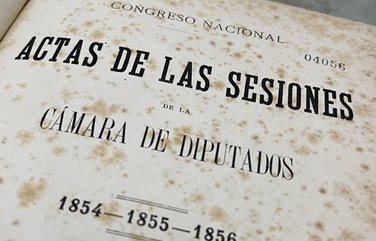 CONGRESO NACIONAL
04056
ACTAS DE LAS SESIONES
DE LA
CÁMARA DE DIPUTADOS
1854—1855—1856